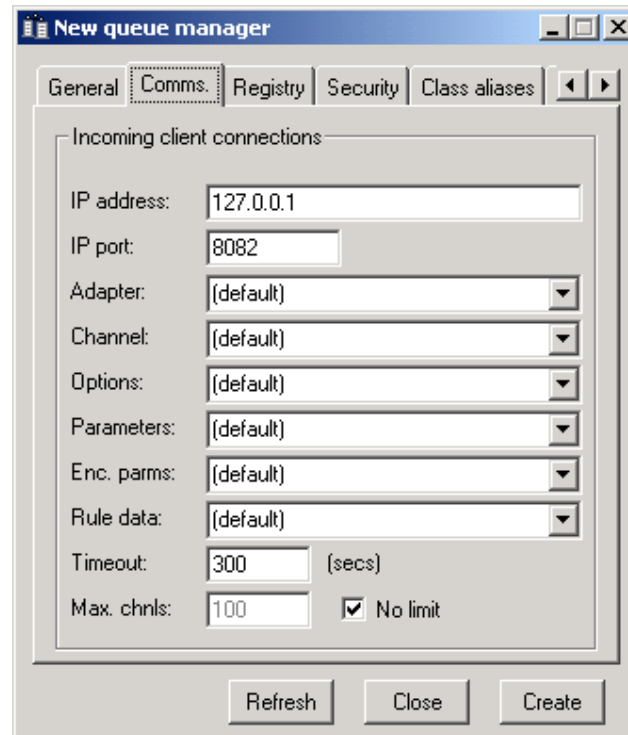 New queue manager
General Comms. Registry Security Class aliases
Incoming client connections
IP address: 127.0.0.1
IP port: 8082
Adapter: (default)
Channel: (default)
Options: (default)
Parameters: (default)
Enc. parms: (default)
Rule data: (default)
Timeout: 300 (secs)
Max. chnls: 100 No limit
Refresh Close Create